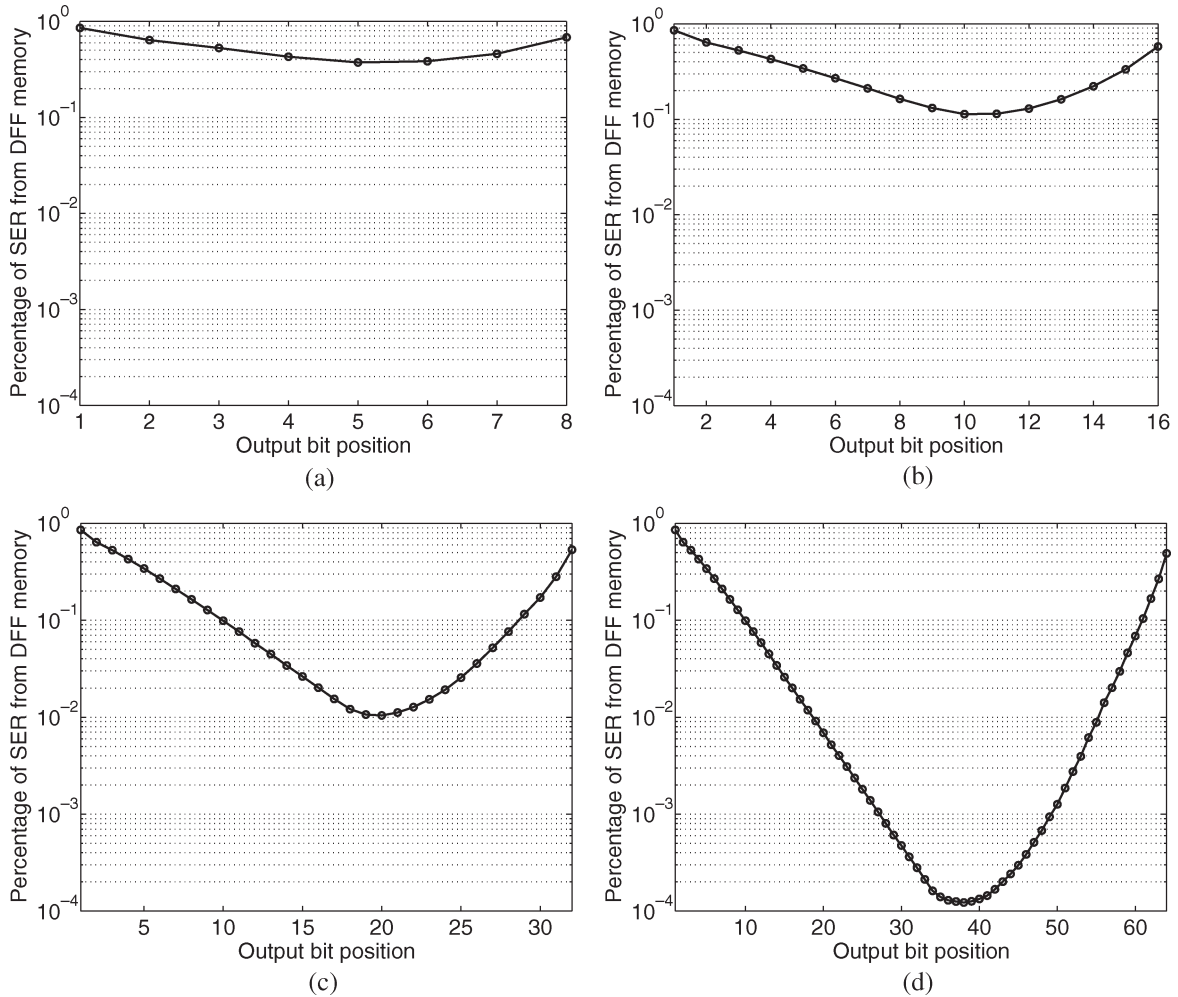 Percentage of SER from DFF memory
10^0
10^−1
10^−2
10^−3
10^−4
1 2 3 4 5 6 7 8
Output bit position
(a)
Percentage of SER from DFF memory
10^0
10^−1
10^−2
10^−3
10^−4
2 4 6 8 10 12 14 16
Output bit position
(b)
Percentage of SER from DFF memory
10^0
10^−1
10^−2
10^−3
10^−4
5 10 15 20 25 30
Output bit position
(c)
Percentage of SER from DFF memory
10^0
10^−1
10^−2
10^−3
10^−4
10 20 30 40 50 60
Output bit position
(d)